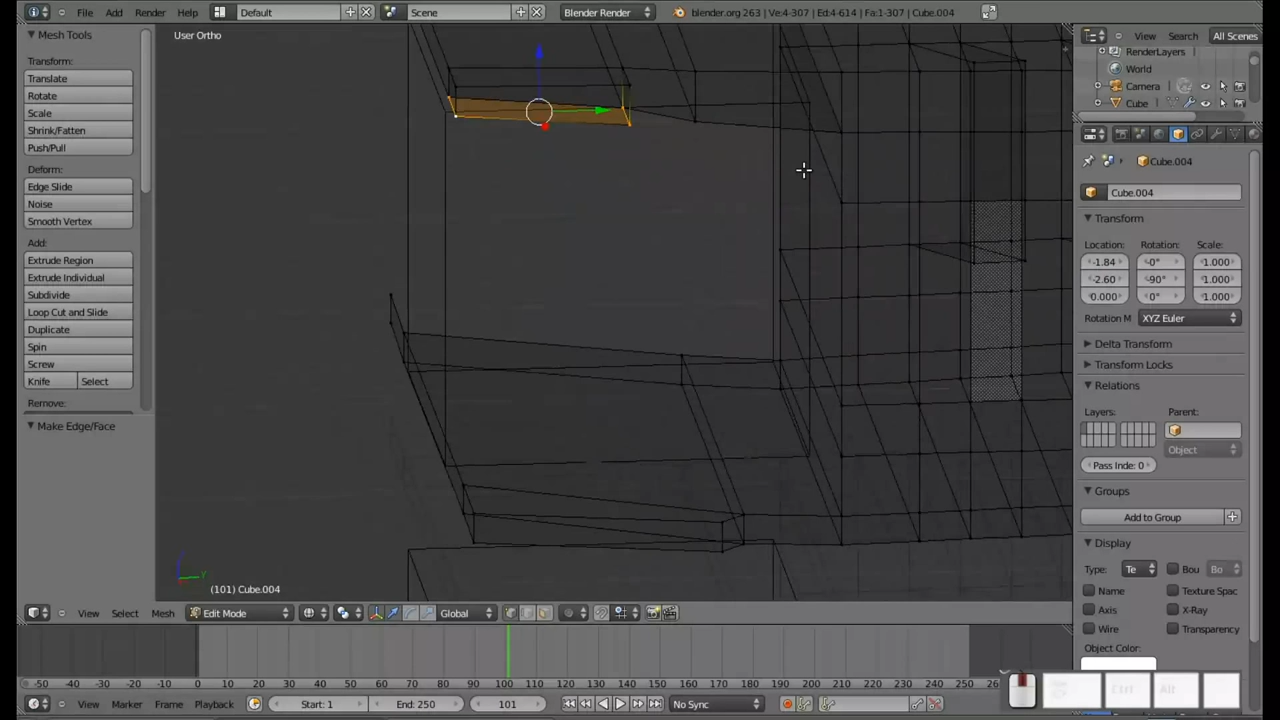 File Add Render Help Default Scene Blender Render blender.org 263 | Ve:4-307 | Ed:4-614 | Fa:1-307 | Cube.004
Mesh Tools
Transform:
Translate
Rotate
Scale
Shrink/Fatten
Push/Pull
Deform:
Edge Slide
Noise
Smooth Vertex
Add:
Extrude Region
Extrude Individual
Subdivide
Loop Cut and Slide
Duplicate
Spin
Screw
Knife Select
Remove:
Make Edge/Face
User Ortho
Y
(101) Cube.004
View Select Mesh Edit Mode Global
View Search All Scenes
RenderLayers
World
Camera
Cube
Cube.004
Cube.004
Transform
Location: Rotation: Scale:
-1.84 -0° 1.000
-2.60 -90° 1.000
0.000 0° 1.000
Rotation M XYZ Euler
Delta Transform
Transform Locks
Relations
Layers: Parent:
Object
Pass Inde: 0
Groups
Add to Group
Display
Type: Te Bou Bo
Name Texture Spac
Axis X-Ray
Wire Transparency
Object Color:
-50 -40 -30 -20 -10 0 10 20 30 40 50 60 70 80 90 100 110 120 130 140 150 160 170 180 190 200 210 220 230 240 250
View Marker Frame Playback Start: 1 End: 250 101 No Sync
Ctrl Alt